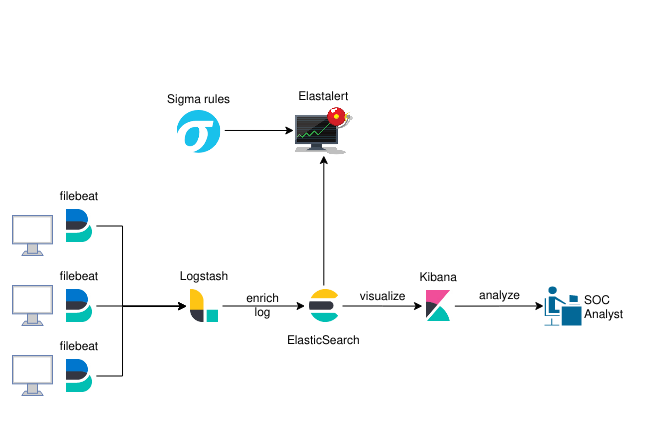 Elastalert
Sigma rules
filebeat
filebeat
Logstash
enrich
log
ElasticSearch
visualize
Kibana
analyze
SOC
Analyst
filebeat